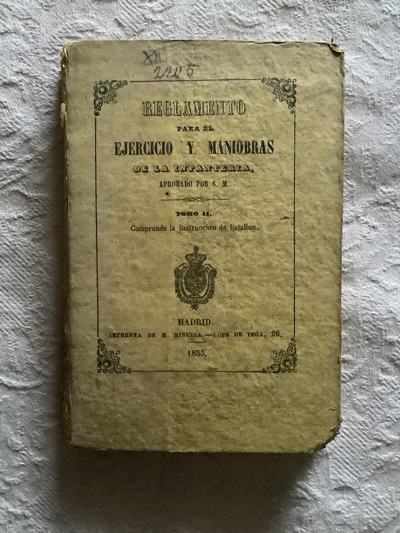 XII
2905
REGLAMENTO
PARA EL
EJERCICIO Y MANIOBRAS
DE LA INFANTERIA,
APROBADO POR S. M.
TOMO II.
Comprende la instruccion de batallon.
MADRID.
IMPRENTA DE M. MINUESA.—LOPE DE VEGA, 26,
1855.